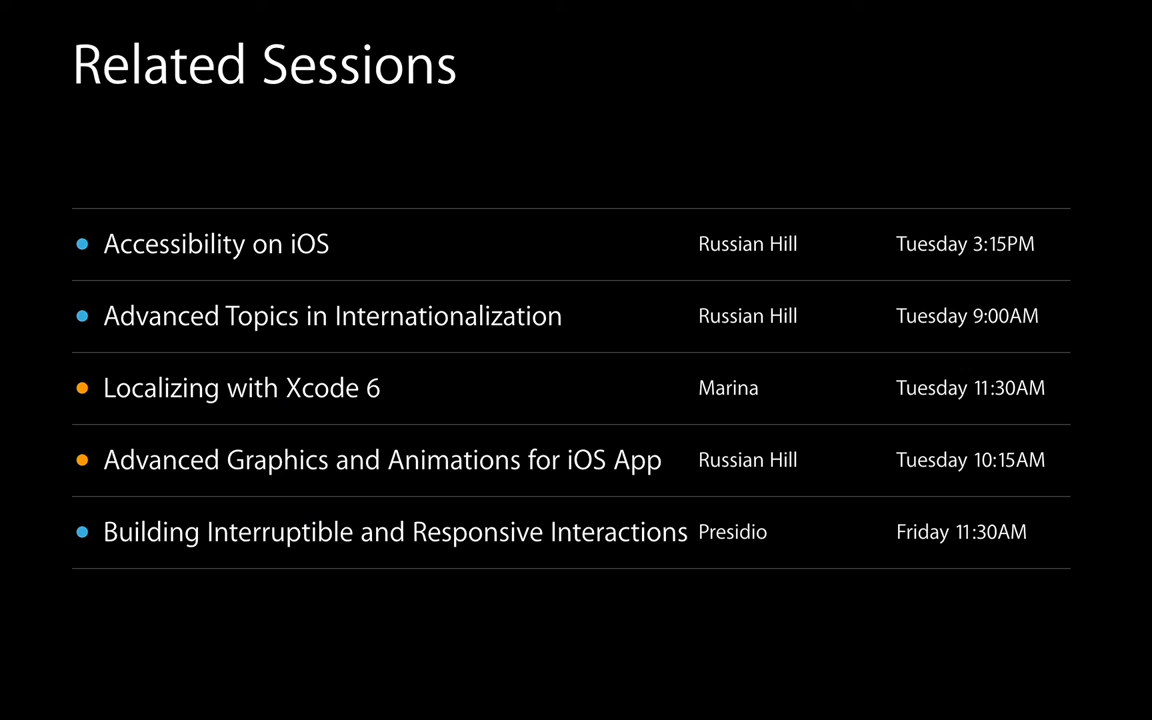 Related Sessions
Accessibility on iOS Russian Hill Tuesday 3:15PM
Advanced Topics in Internationalization Russian Hill Tuesday 9:00AM
Localizing with Xcode 6 Marina Tuesday 11:30AM
Advanced Graphics and Animations for iOS App Russian Hill Tuesday 10:15AM
Building Interruptible and Responsive Interactions Presidio Friday 11:30AM